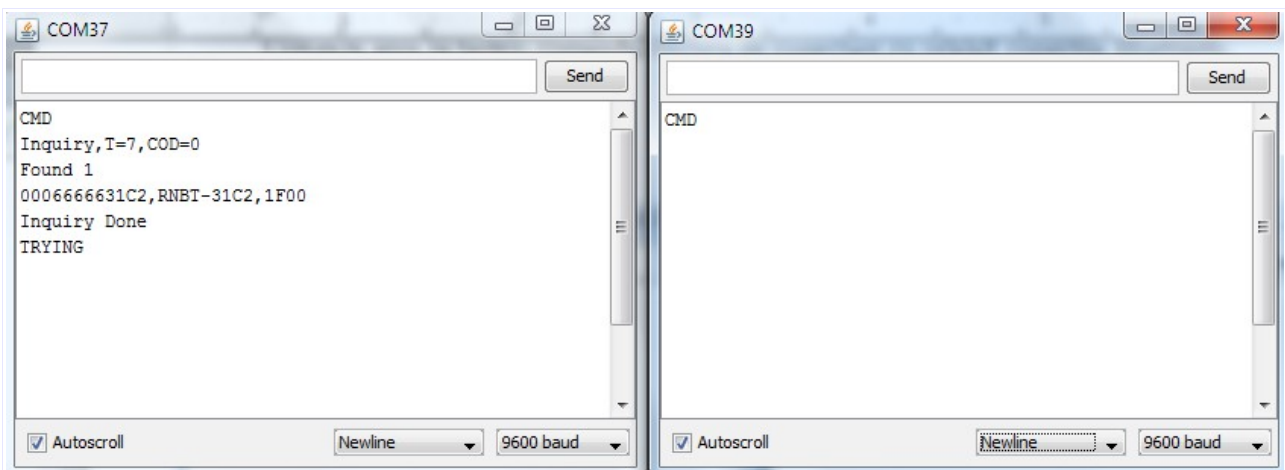 COM37
Send
CMD
Inquiry,T=7,COD=0
Found 1
0006666631C2,RNBT-31C2,1F00
Inquiry Done
TRYING
Autoscroll
Newline
9600 baud
COM39
Send
CMD
Autoscroll
Newline
9600 baud